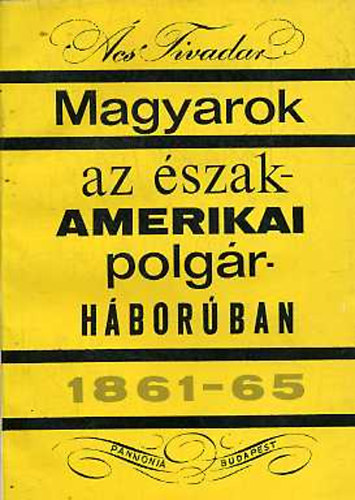 Ács Tivadar
Magyarok
az észak-
AMERIKAI
polgár-
HÁBORÚBAN
1861-65
PANNONIA BUDAPEST